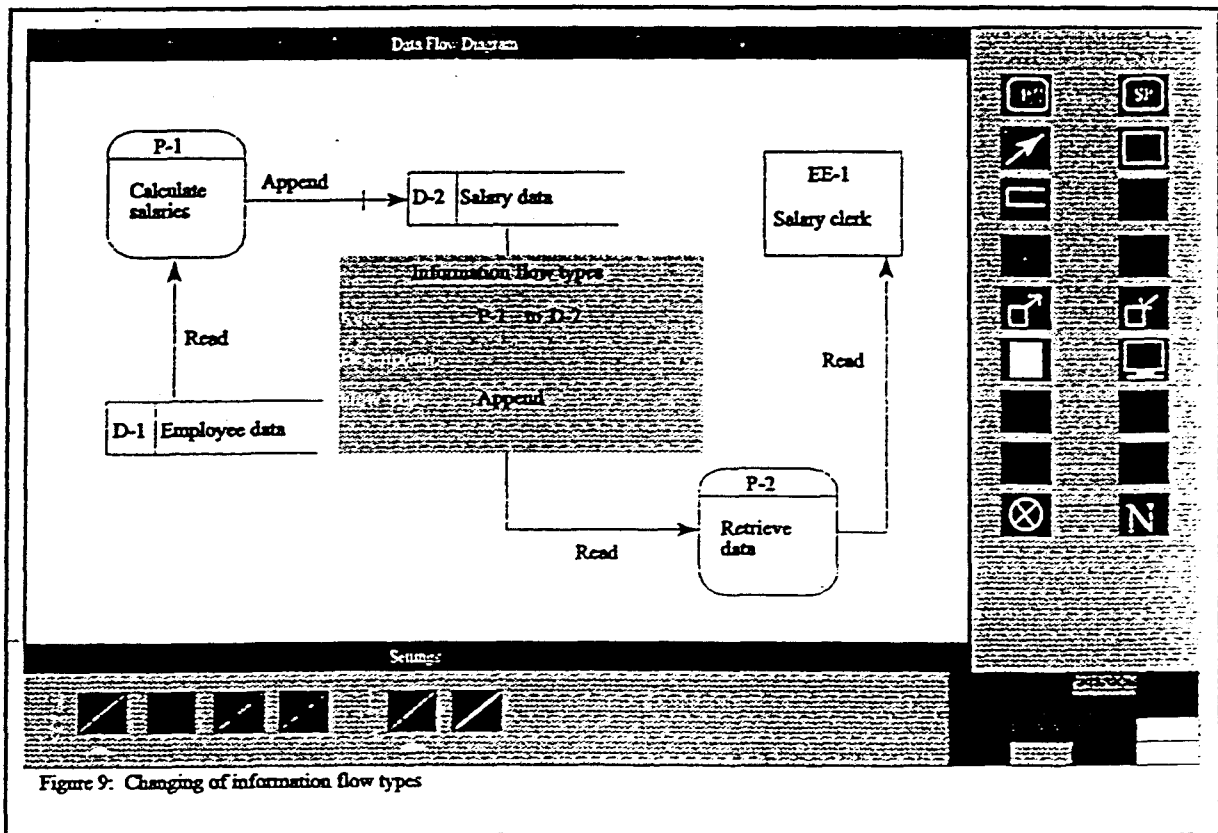 Data Flow Diagram
P-1
Calculate
salaries
Append
D-2 Salary data
EE-1
Salary clerk
Information flow types
P-1 to D-2
Append
Read
Read
D-1 Employee data
P-2
Retrieve
data
Read
SP
N
Settings
Figure 9: Changing of information flow types